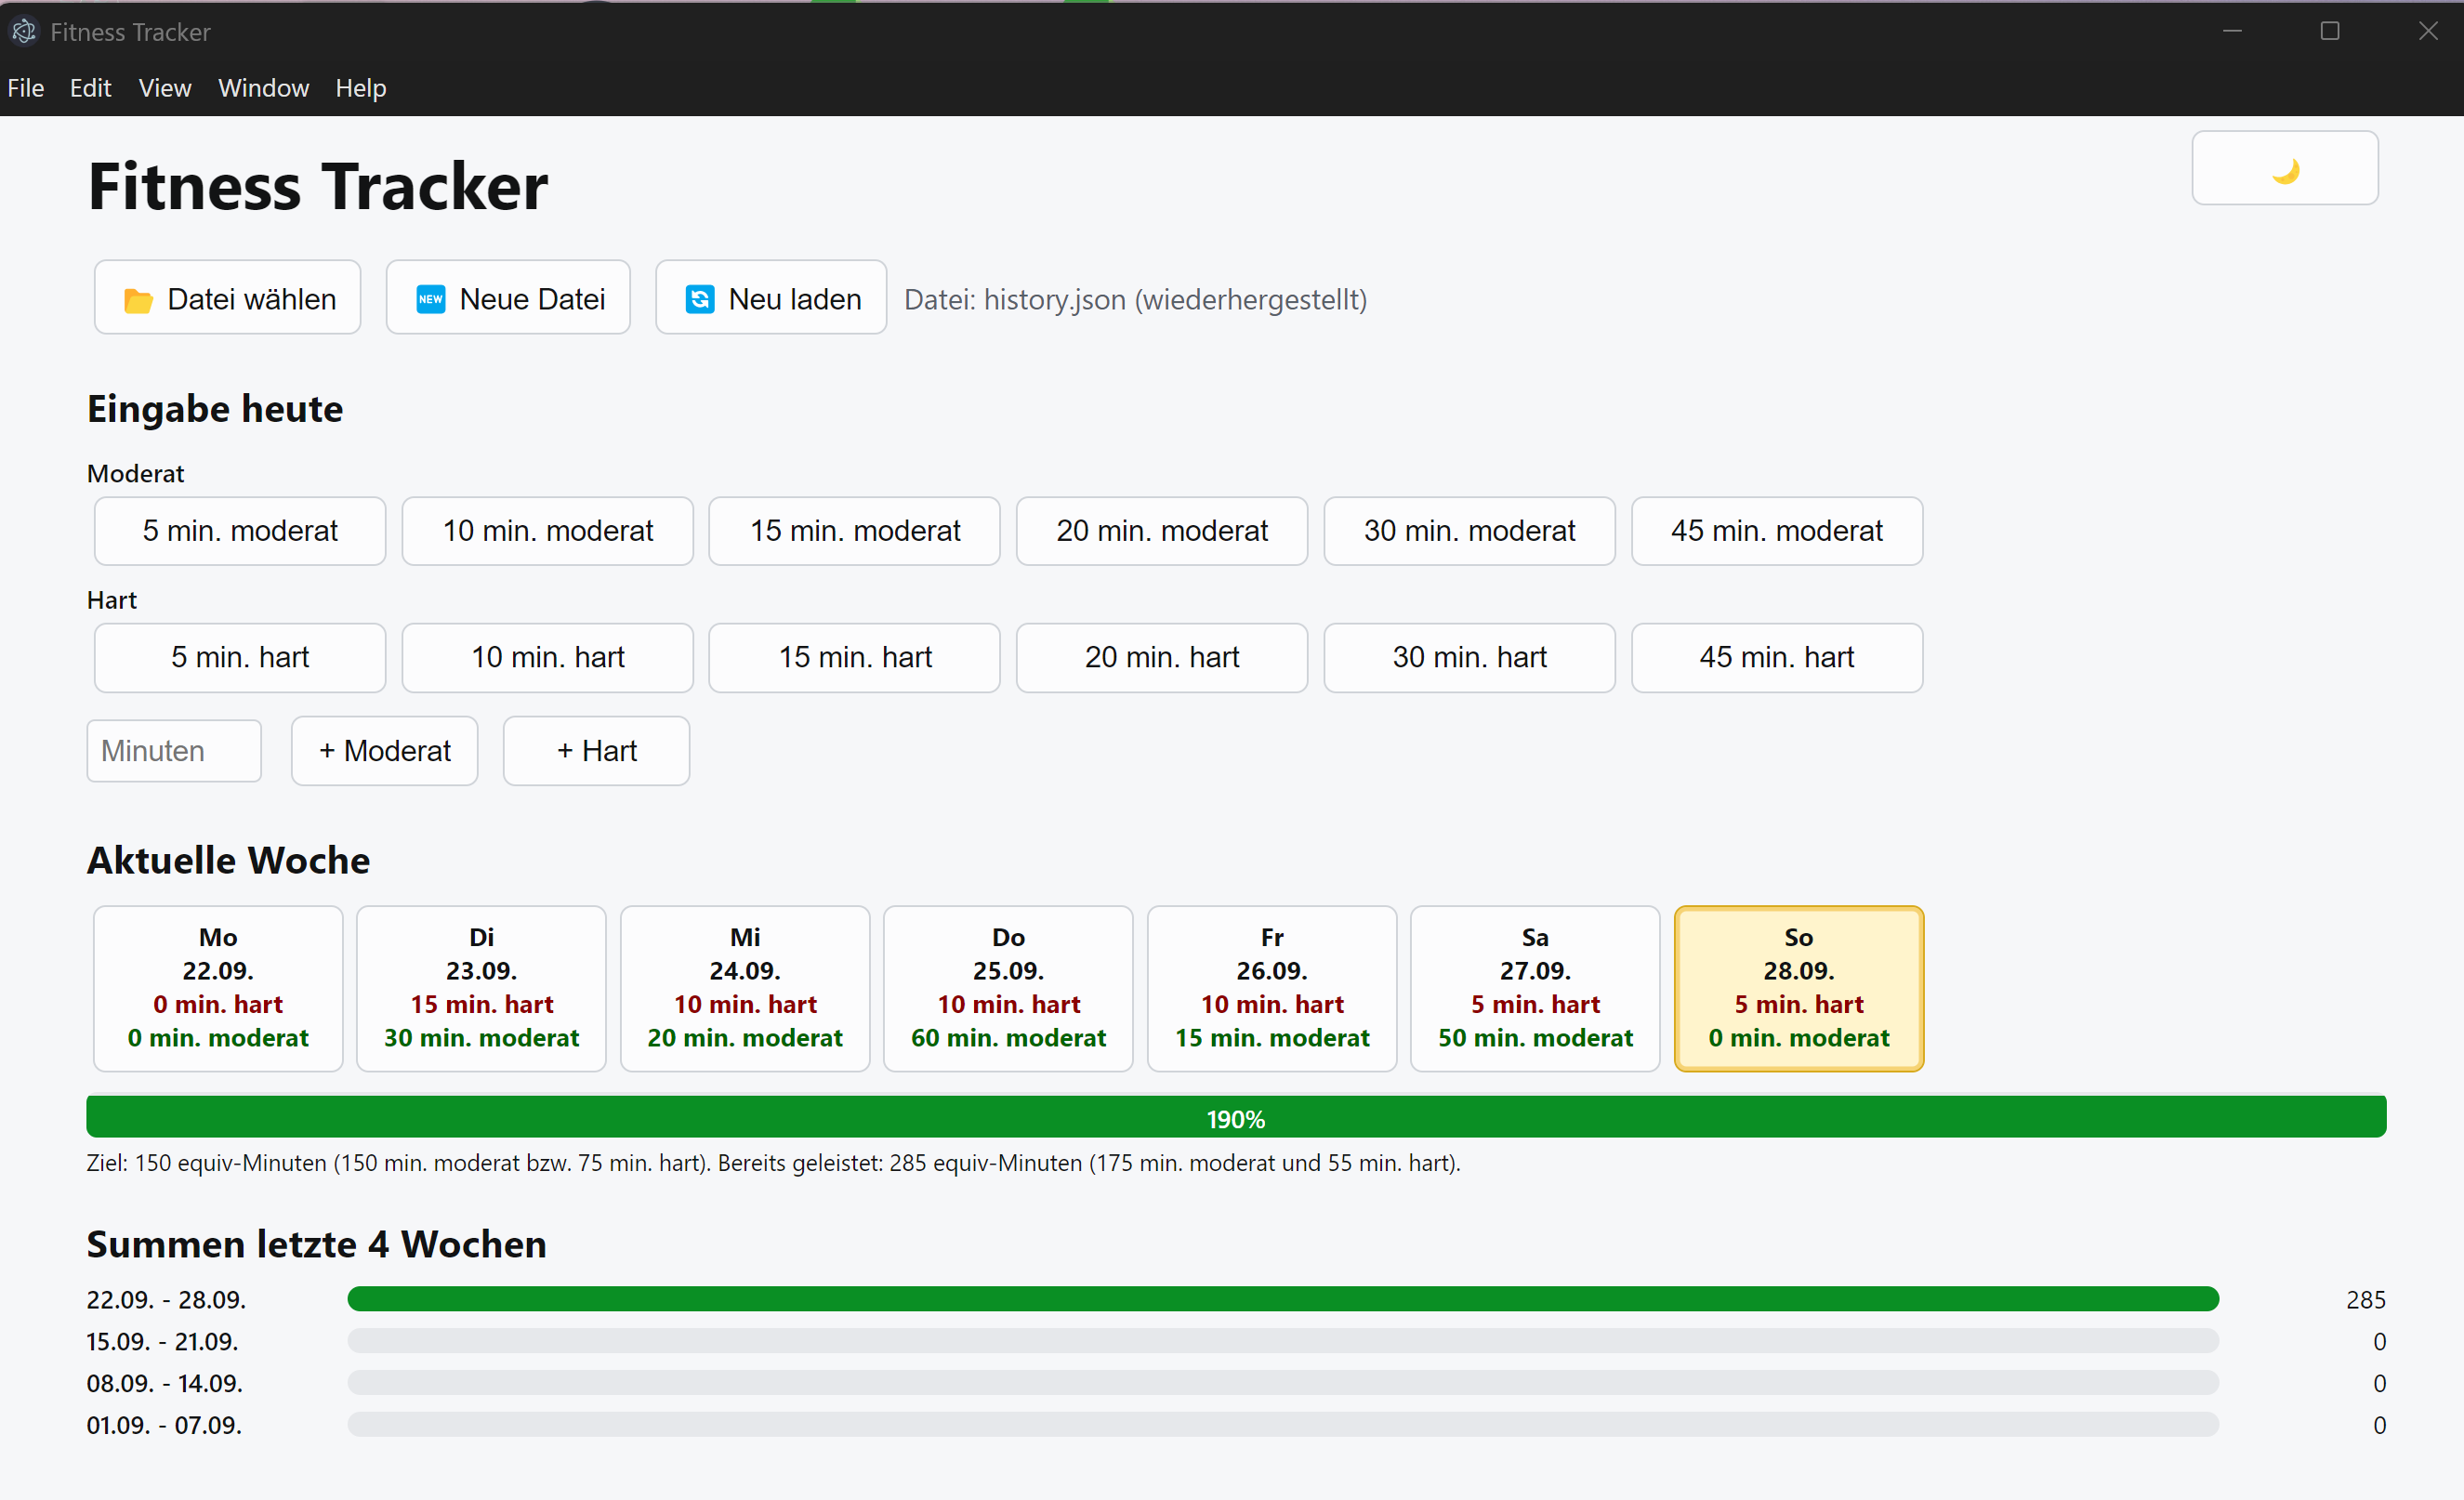 Fitness Tracker
File Edit View Window Help
Fitness Tracker
Datei wählen NEW Neue Datei Neu laden Datei: history.json (wiederhergestellt)
Eingabe heute
Moderat
5 min. moderat 10 min. moderat 15 min. moderat 20 min. moderat 30 min. moderat 45 min. moderat
Hart
5 min. hart 10 min. hart 15 min. hart 20 min. hart 30 min. hart 45 min. hart
Minuten + Moderat + Hart
Aktuelle Woche
Mo Di Mi Do Fr Sa So
22.09. 23.09. 24.09. 25.09. 26.09. 27.09. 28.09.
0 min. hart 15 min. hart 10 min. hart 10 min. hart 10 min. hart 5 min. hart 5 min. hart
0 min. moderat 30 min. moderat 20 min. moderat 60 min. moderat 15 min. moderat 50 min. moderat 0 min. moderat
190%
Ziel: 150 equiv-Minuten (150 min. moderat bzw. 75 min. hart). Bereits geleistet: 285 equiv-Minuten (175 min. moderat und 55 min. hart).
Summen letzte 4 Wochen
22.09. - 28.09. 285
15.09. - 21.09. 0
08.09. - 14.09. 0
01.09. - 07.09. 0